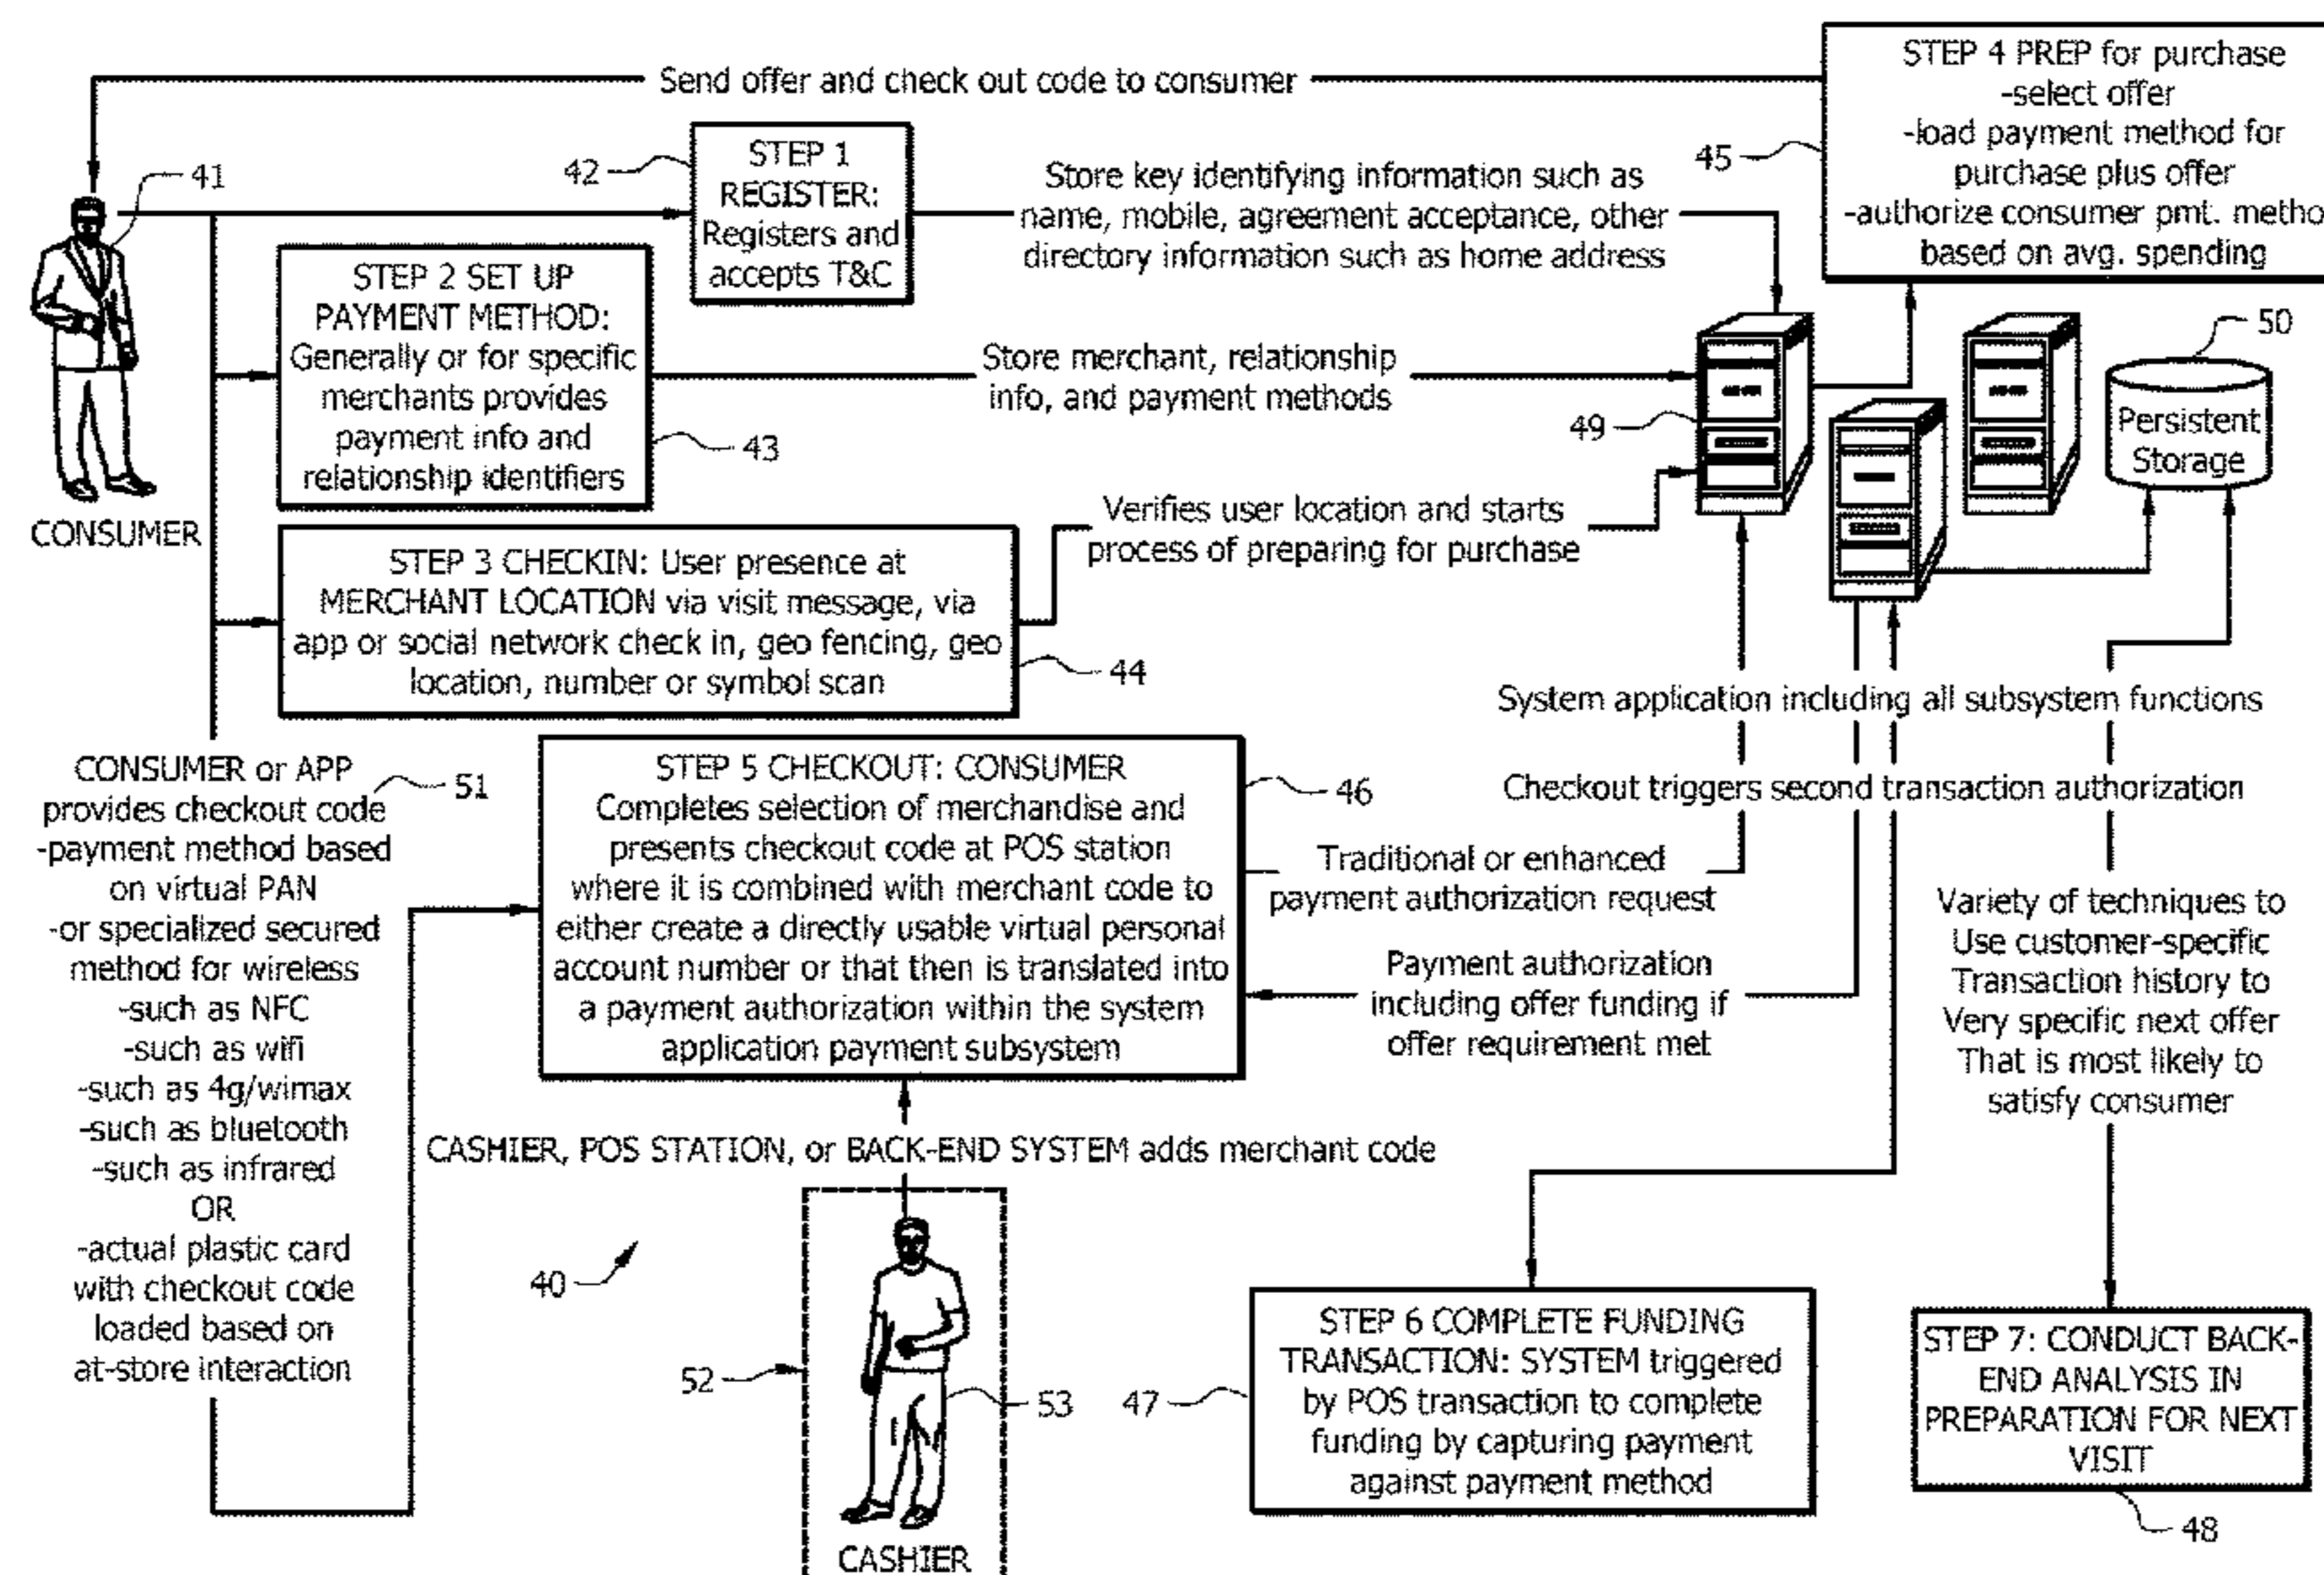 Send offer and check out code to consumer
STEP 4 PREP for purchase
-select offer
-load payment method for
purchase plus offer
-authorize consumer pmt.
based on avg. spending
45
41
42
STEP 1
REGISTER:
Registers and
accepts T&C
Store key identifying information such as
name, mobile, agreement acceptance, other
directory information such as home address
CONSUMER
STEP 2 SET UP
PAYMENT METHOD:
Generally or for specific
merchants provides
payment info and
relationship identifiers
43
Store merchant, relationship
info, and payment methods
49
50
Persistent
Storage
STEP 3 CHECKIN: User presence at
MERCHANT LOCATION via visit message, via
app or social network check in, geo fencing, geo
location, number or symbol scan
44
Verifies user location and starts
process of preparing for purchase
System application including all subsystem functions
Checkout triggers second transaction authorization
CONSUMER or APP
provides checkout code
-payment method based
on virtual PAN
-or specialized secured
method for wireless
-such as NFC
-such as wifi
-such as 4g/wimax
-such as bluetooth
-such as infrared
OR
-actual plastic card
with checkout code
loaded based on
at-store interaction
51
STEP 5 CHECKOUT: CONSUMER
Completes selection of merchandise and
presents checkout code at POS station
where it is combined with merchant code to
either create a directly usable virtual personal
account number or that then is translated into
a payment authorization within the system
application payment subsystem
46
Traditional or enhanced
payment authorization request
Payment authorization
including offer funding if
offer requirement met
Variety of techniques to
Use customer-specific
Transaction history to
Very specific next offer
That is most likely to
satisfy consumer
CASHIER, POS STATION, or BACK-END SYSTEM adds merchant code
40
52
53
CASHIER
47
STEP 6 COMPLETE FUNDING
TRANSACTION: SYSTEM triggered
by POS transaction to complete
funding by capturing payment
against payment method
STEP 7: CONDUCT BACK-
END ANALYSIS IN
PREPARATION FOR NEXT
VISIT
48